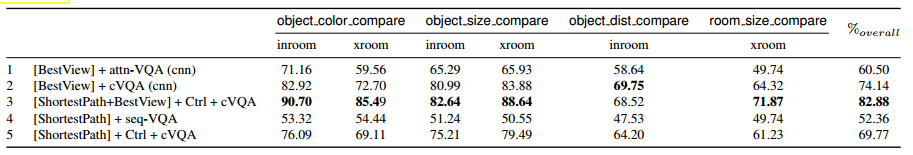 object_color_compare object_size_compare object_dist_compare room_size_compare %overall
inroom xroom inroom xroom inroom xroom
1 [BestView] + attn-VQA (cnn) 71.16 59.56 65.29 65.93 58.64 49.74 60.50
2 [BestView] + cVQA (cnn) 82.92 72.70 80.99 83.88 69.75 64.32 74.14
3 [ShortestPath+BestView] + Ctrl + cVQA 90.70 85.49 82.64 88.64 68.52 71.87 82.88
4 [ShortestPath] + seq-VQA 53.32 54.44 51.24 50.55 47.53 49.74 52.36
5 [ShortestPath] + Ctrl + cVQA 76.09 69.11 75.21 79.49 64.20 61.23 69.77